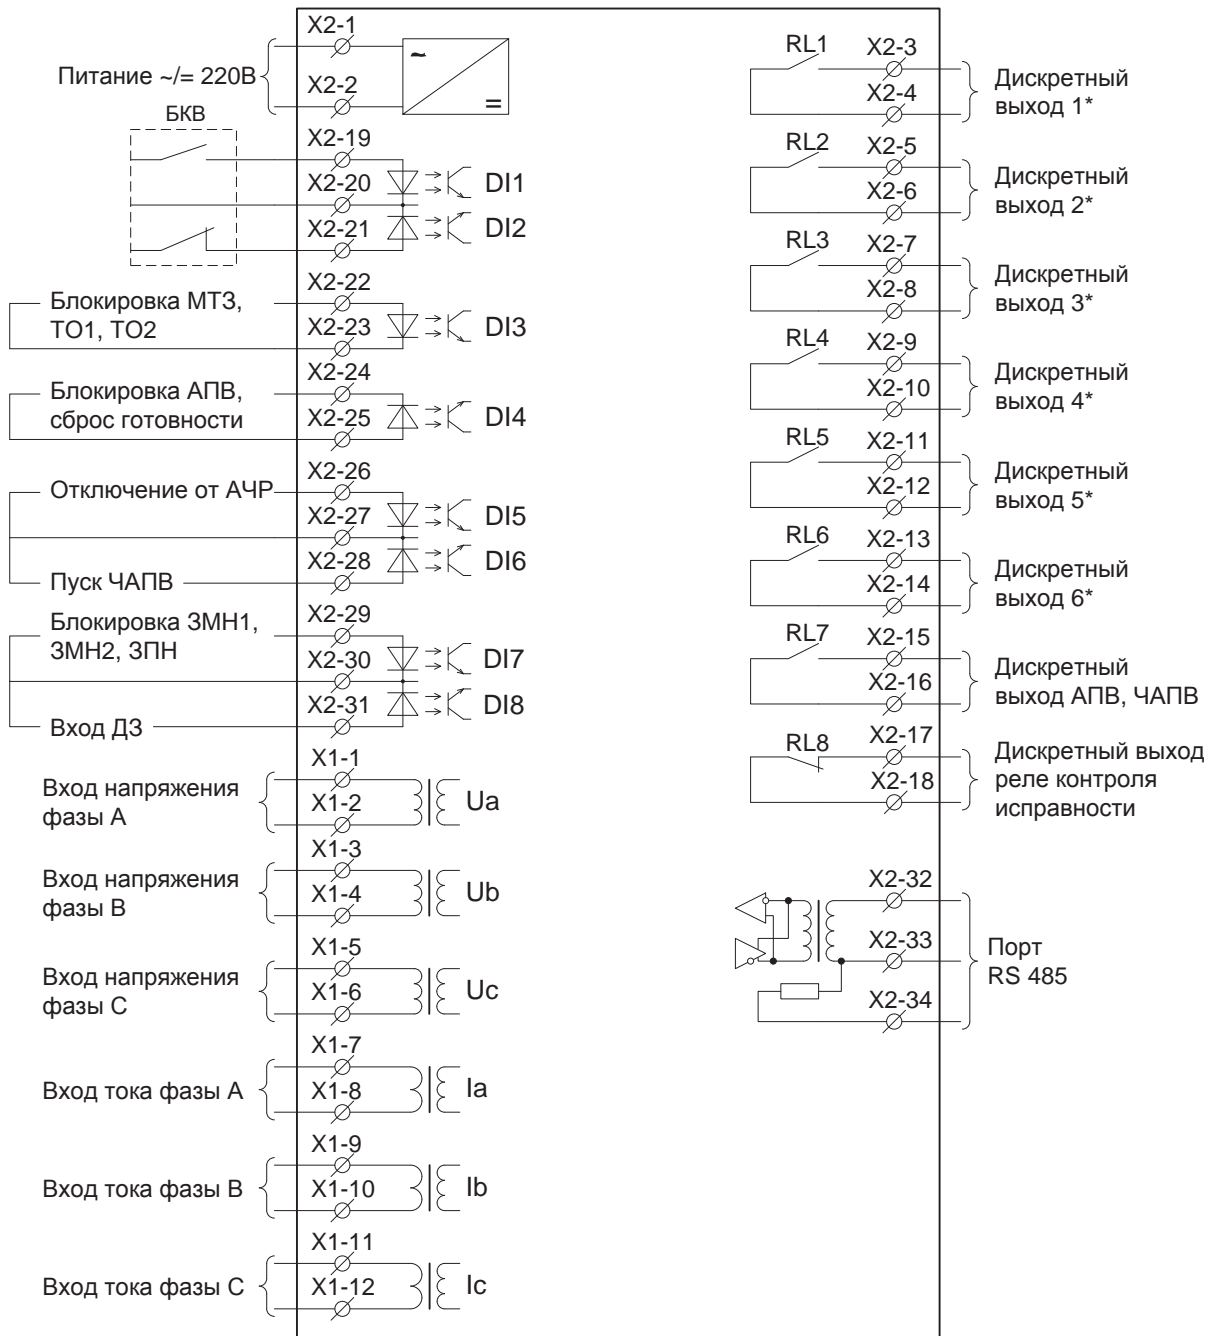 X2-1
Питание ~/= 220В
~
=
X2-2
БКВ
X2-19
X2-20
DI1
X2-21
DI2
X2-22
Блокировка МТЗ,
ТО1, ТО2
X2-23
DI3
X2-24
Блокировка АПВ,
сброс готовности
X2-25
DI4
X2-26
Отключение от АЧР
X2-27
DI5
X2-28
DI6
Пуск ЧАПВ
X2-29
Блокировка ЗМН1,
ЗМН2, ЗПН
X2-30
DI7
X2-31
DI8
Вход ДЗ
X1-1
Вход напряжения
фазы А
X1-2
Ua
X1-3
Вход напряжения
фазы В
X1-4
Ub
X1-5
Вход напряжения
фазы С
X1-6
Uc
X1-7
Вход тока фазы А
X1-8
Ia
X1-9
Вход тока фазы В
X1-10
Ib
X1-11
Вход тока фазы С
X1-12
Ic
RL1
X2-3
X2-4
Дискретный
выход 1*
RL2
X2-5
X2-6
Дискретный
выход 2*
RL3
X2-7
X2-8
Дискретный
выход 3*
RL4
X2-9
X2-10
Дискретный
выход 4*
RL5
X2-11
X2-12
Дискретный
выход 5*
RL6
X2-13
X2-14
Дискретный
выход 6*
RL7
X2-15
X2-16
Дискретный
выход АПВ, ЧАПВ
RL8
X2-17
X2-18
Дискретный выход
реле контроля
исправности
X2-32
X2-33
X2-34
Порт
RS 485